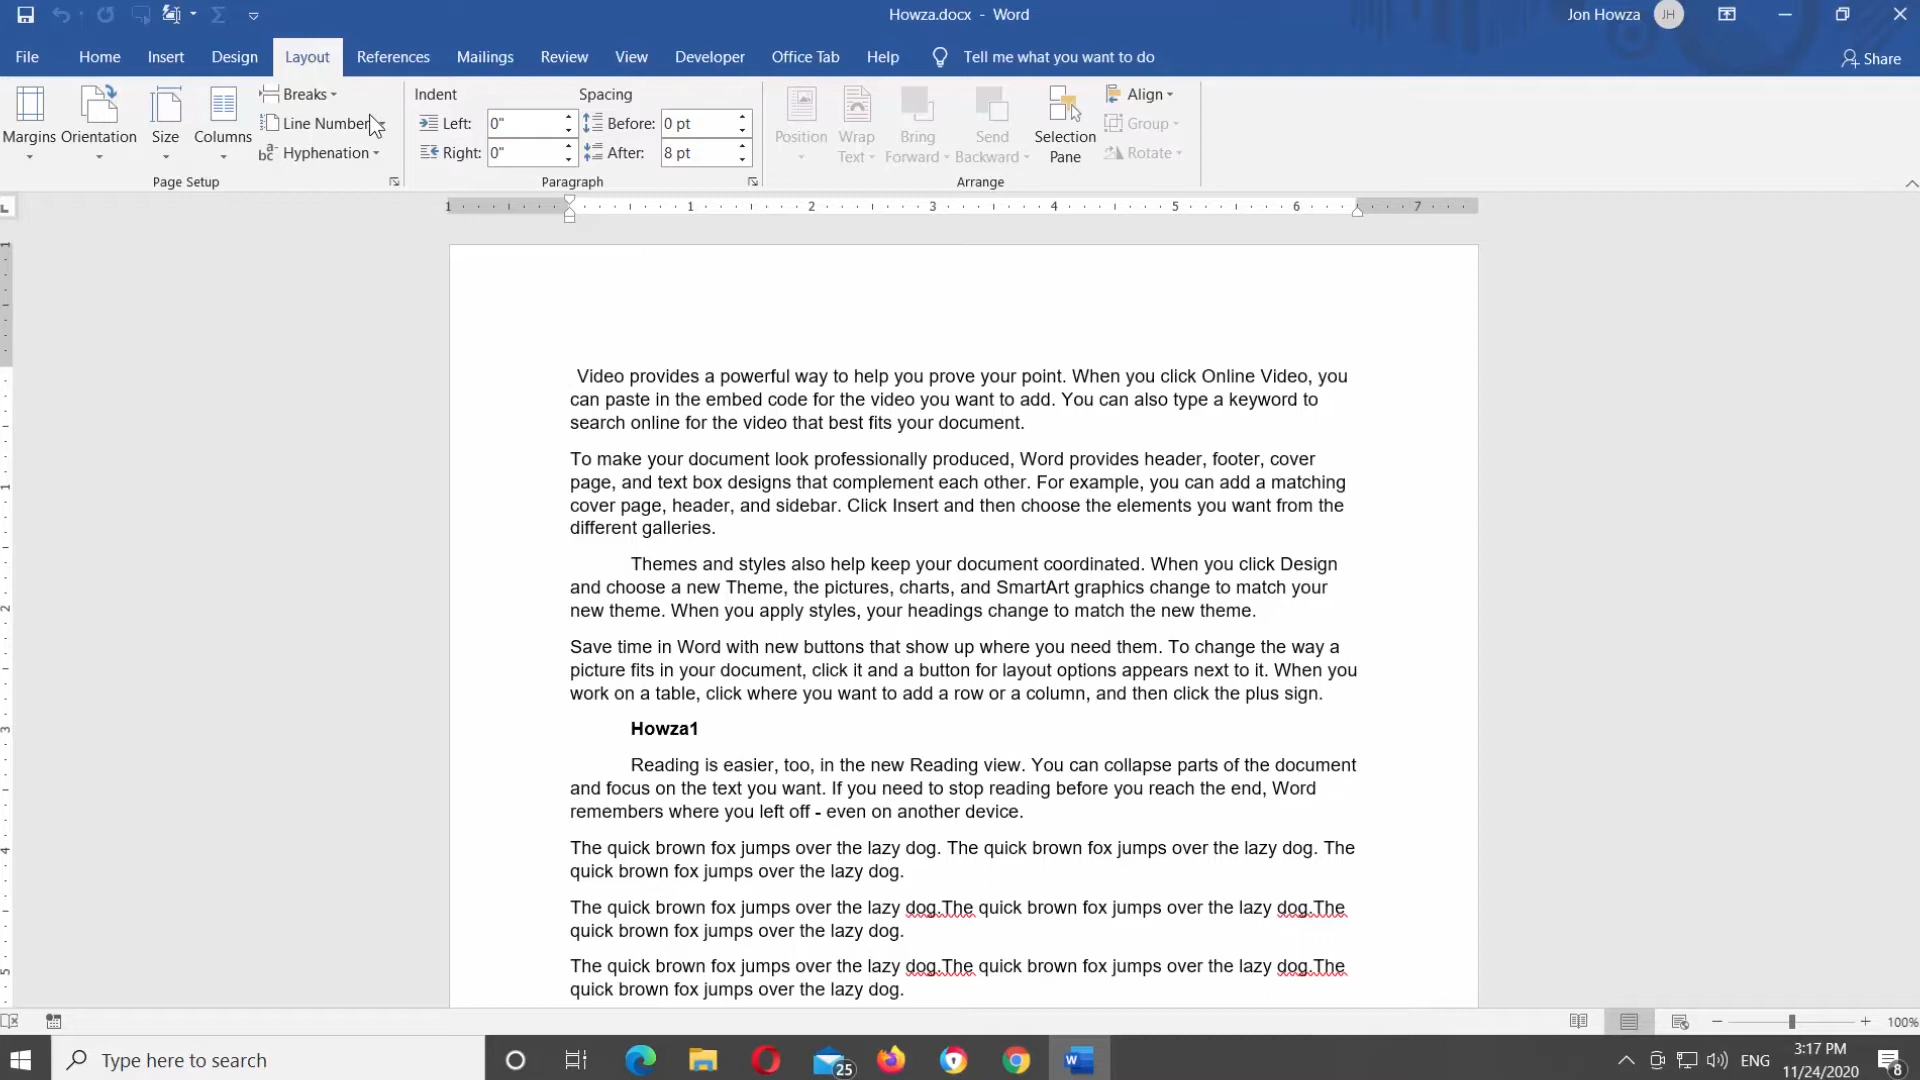 Howza.docx - Word
Jon Howza
JH
File
Home
Insert
Design
Layout
References
Mailings
Review
View
Developer
Office Tab
Help
Tell me what you want to do
Share
Margins
Orientation
Size
Columns
Breaks
Line Number
Hyphenation
Page Setup
Indent
Left: 0"
Right: 0"
Spacing
Before: 0 pt
After: 8 pt
Paragraph
Position
Wrap
Text
Bring
Forward
Send
Backward
Selection
Pane
Align
Group
Rotate
Arrange
1 1 2 3 4 5 6 7
1
1
2
3
4
5
Video provides a powerful way to help you prove your point. When you click Online Video, you
can paste in the embed code for the video you want to add. You can also type a keyword to
search online for the video that best fits your document.
To make your document look professionally produced, Word provides header, footer, cover
page, and text box designs that complement each other. For example, you can add a matching
cover page, header, and sidebar. Click Insert and then choose the elements you want from the
different galleries.
Themes and styles also help keep your document coordinated. When you click Design
and choose a new Theme, the pictures, charts, and SmartArt graphics change to match your
new theme. When you apply styles, your headings change to match the new theme.
Save time in Word with new buttons that show up where you need them. To change the way a
picture fits in your document, click it and a button for layout options appears next to it. When you
work on a table, click where you want to add a row or a column, and then click the plus sign.
Howza1
Reading is easier, too, in the new Reading view. You can collapse parts of the document
and focus on the text you want. If you need to stop reading before you reach the end, Word
remembers where you left off - even on another device.
The quick brown fox jumps over the lazy dog. The quick brown fox jumps over the lazy dog. The
quick brown fox jumps over the lazy dog.
The quick brown fox jumps over the lazy dog.The quick brown fox jumps over the lazy dog.The
quick brown fox jumps over the lazy dog.
The quick brown fox jumps over the lazy dog.The quick brown fox jumps over the lazy dog.The
quick brown fox jumps over the lazy dog.
100%
Type here to search
25
ENG
3:17 PM
11/24/2020
8